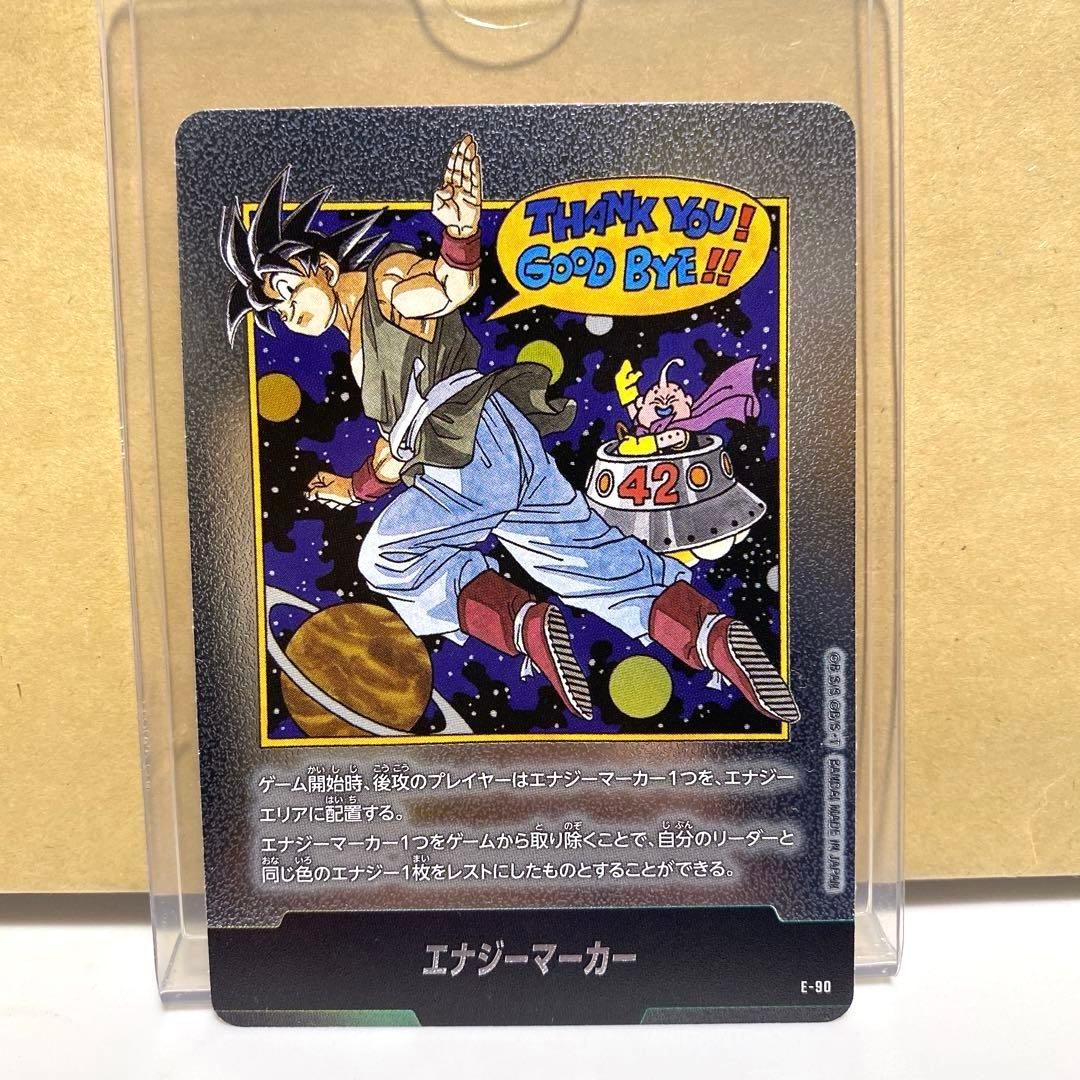 THANK YOU!
GOOD BYE!!
42
ゲーム開始時、後攻のプレイヤーはエナジーマーカー1つを、エナジー
エリアに配置する。
エナジーマーカー1つをゲームから取り除くことで、自分のリーダーと
同じ色のエナジー1枚をレストにしたものとすることができる。
エナジーマーカー
E-90
©B.S/S ©B/S・T BANDAI MADE IN JAPAN